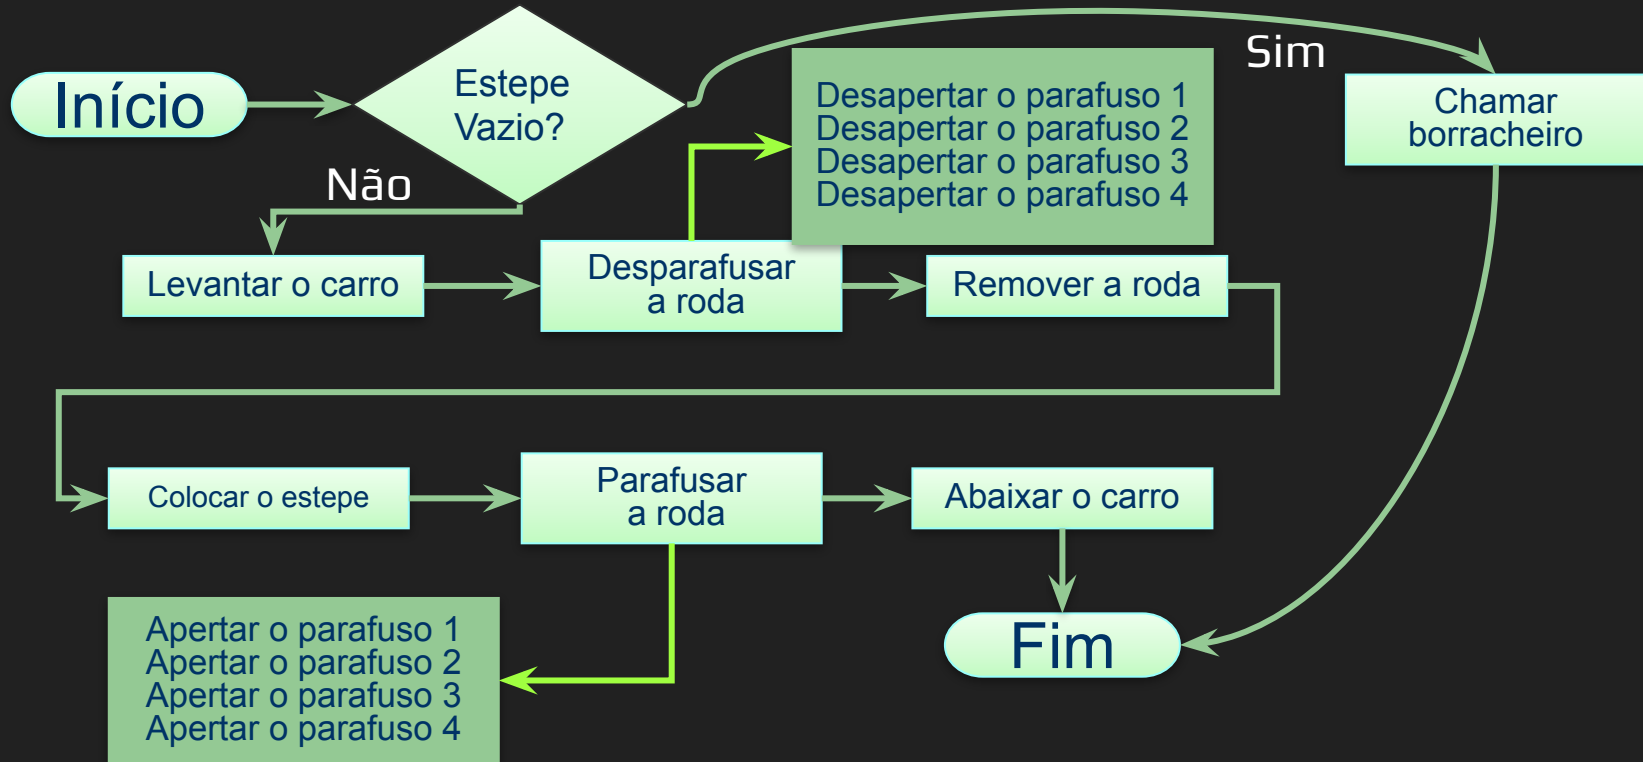 Início
Estepe
Vazio?
Sim
Não
Chamar
borracheiro
Desapertar o parafuso 1
Desapertar o parafuso 2
Desapertar o parafuso 3
Desapertar o parafuso 4
Levantar o carro
Desparafusar
a roda
Remover a roda
Colocar o estepe
Parafusar
a roda
Abaixar o carro
Apertar o parafuso 1
Apertar o parafuso 2
Apertar o parafuso 3
Apertar o parafuso 4
Fim